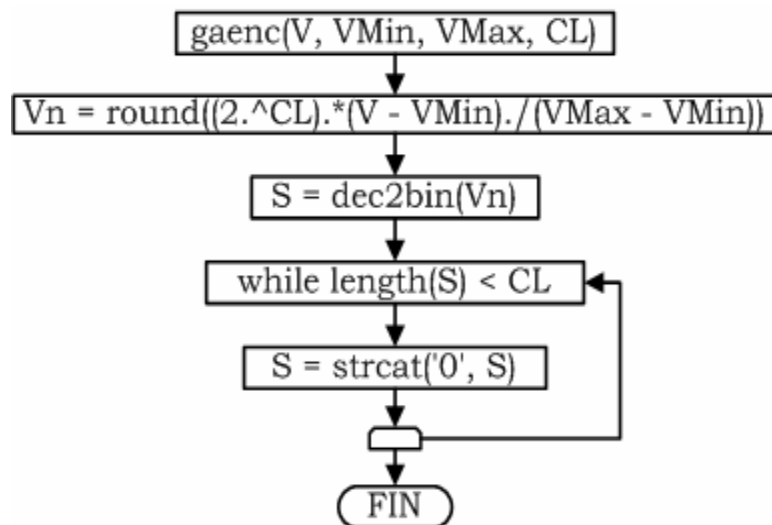 gaenc(V, VMin, VMax, CL)
Vn = round((2.^CL).*(V - VMin)./(VMax - VMin))
S = dec2bin(Vn)
while length(S) < CL
S = strcat('0', S)
FIN